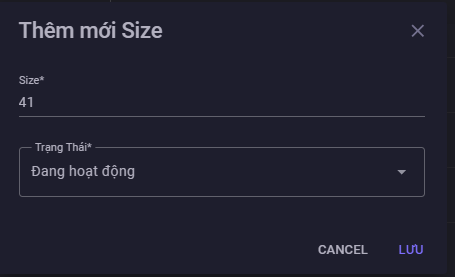 Thêm mới Size
Size*
41
Trạng Thái*
Đang hoạt động
CANCEL
LƯU